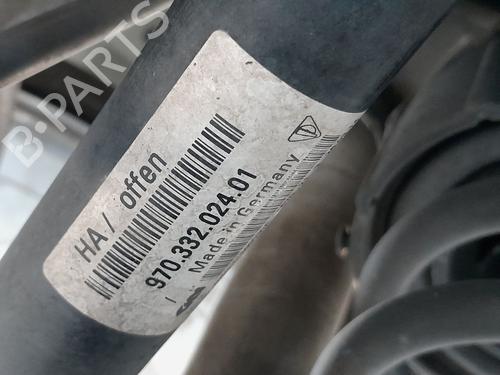 B-PARTS
HA / offen
970.332.024.01
/ Made in Germany